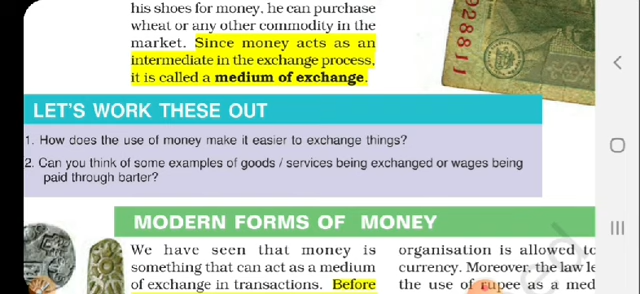 his shoes for money, he can purchase
wheat or any other commodity in the
market. Since money acts as an
intermediate in the exchange process,
it is called a medium of exchange.
LET'S WORK THESE OUT
1. How does the use of money make it easier to exchange things?
2. Can you think of some examples of goods / services being exchanged or wages being
paid through barter?
MODERN FORMS OF MONEY
We have seen that money is
something that can act as a medium
of exchange in transactions. Before
organisation is allowed to
currency. Moreover, the law
the use of rupee as a